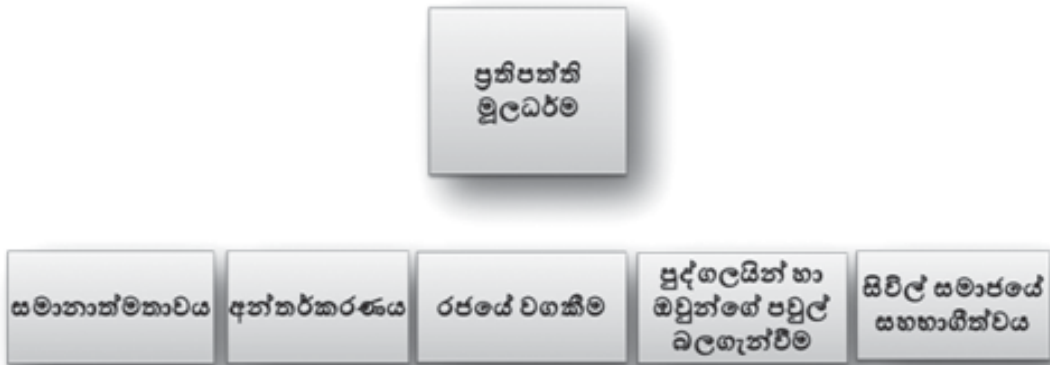 ප්‍රතිපත්ති
මූලධර්ම
සමානාත්මතාවය
අන්තර්කරණය
රජයේ වගකීම
පුද්ගලයින් හා
ඔවුන්ගේ පවුල්
බලගැන්වීම
සිවිල් සමාජයේ
සහභාගීත්වය